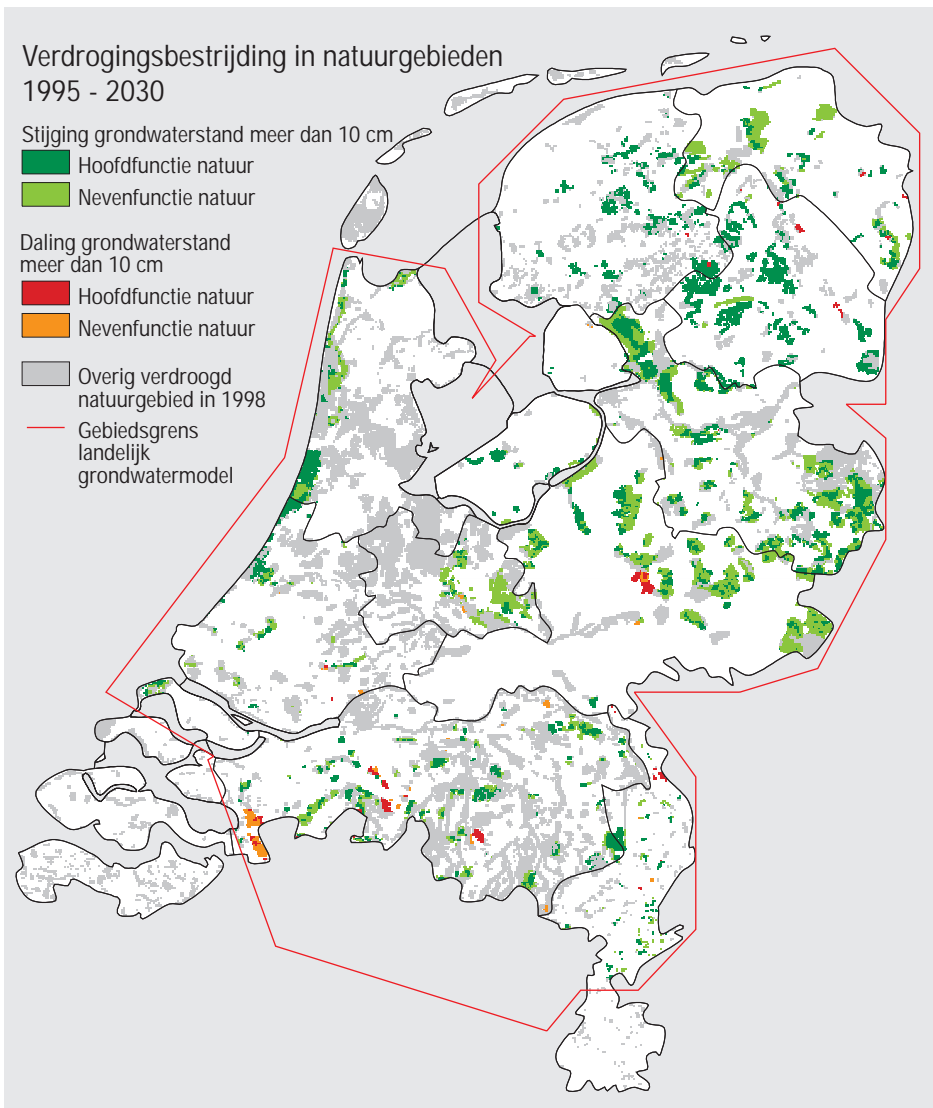 Verdrogingsbestrijding in natuurgebieden
1995 - 2030
Stijging grondwaterstand meer dan 10 cm
Hoofdfunctie natuur
Nevenfunctie natuur
Daling grondwaterstand
meer dan 10 cm
Hoofdfunctie natuur
Nevenfunctie natuur
Overig verdroogd
natuurgebied in 1998
Gebiedsgrens
landelijk
grondwatermodel